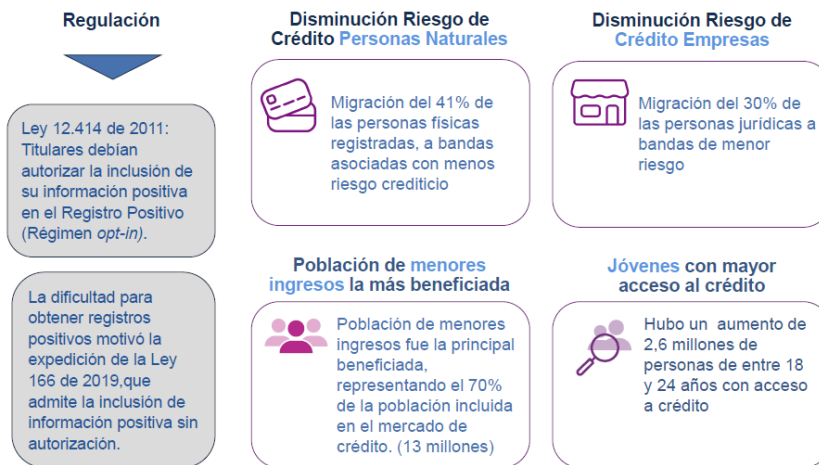 Regulación
Ley 12.414 de 2011:
Titulares debían
autorizar la inclusión de
su información positiva
en el Registro Positivo
(Régimen opt-in).
La dificultad para
obtener registros
positivos motivó la
expedición de la Ley
166 de 2019,que
admite la inclusión de
información positiva sin
autorización.
Disminución Riesgo de
Crédito Personas Naturales
Migración del 41% de
las personas físicas
registradas, a bandas
asociadas con menos
riesgo crediticio
Disminución Riesgo de
Crédito Empresas
Migración del 30% de
las personas jurídicas a
bandas de menor
riesgo
Población de menores
ingresos la más beneficiada
Población de menores
ingresos fue la principal
beneficiada,
representando el 70%
de la población incluida
en el mercado de
crédito. (13 millones)
Jóvenes con mayor
acceso al crédito
Hubo un aumento de
2,6 millones de
personas de entre 18
y 24 años con acceso
a crédito